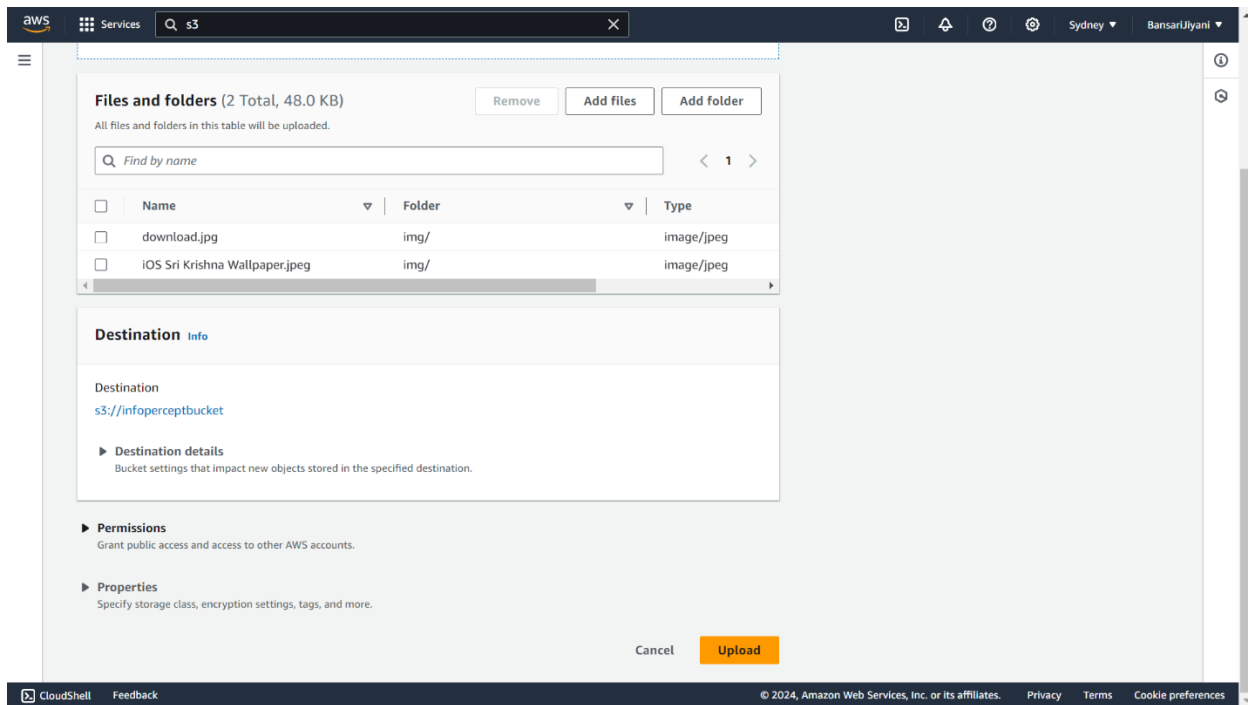 aws Services s3 Sydney BansariJiyani
Files and folders (2 Total, 48.0 KB) Remove Add files Add folder
All files and folders in this table will be uploaded.
Find by name 1
Name Folder Type
download.jpg img/ image/jpeg
iOS Sri Krishna Wallpaper.jpeg img/ image/jpeg
Destination Info
Destination
s3://infoperceptbucket
Destination details
Bucket settings that impact new objects stored in the specified destination.
Permissions
Grant public access and access to other AWS accounts.
Properties
Specify storage class, encryption settings, tags, and more.
Cancel Upload
CloudShell Feedback © 2024, Amazon Web Services, Inc. or its affiliates. Privacy Terms Cookie preferences